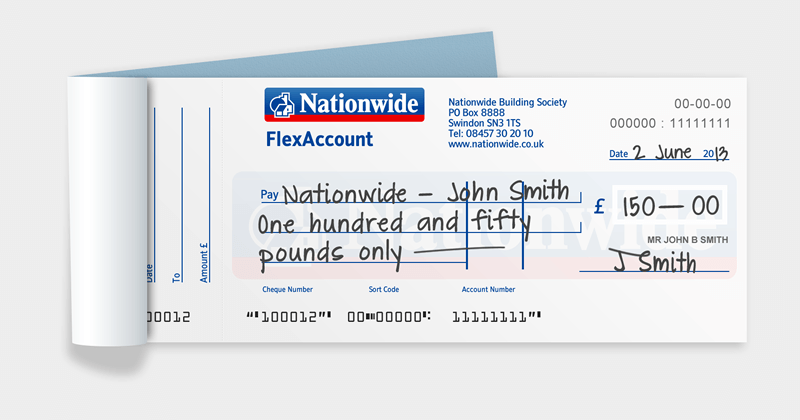 Nationwide
FlexAccount
Nationwide Building Society
PO Box 8888
Swindon SN3 1TS
Tel: 08457 30 20 10
www.nationwide.co.uk
00-00-00
000000 : 11111111
Date 2 June 2013
Pay Nationwide – John Smith
One hundred and fifty
pounds only
£ 150 — 00
MR JOHN B SMITH
J Smith
Date
To
Amount £
Cheque Number Sort Code Account Number
00012 "100012" 00 00000 11111111"